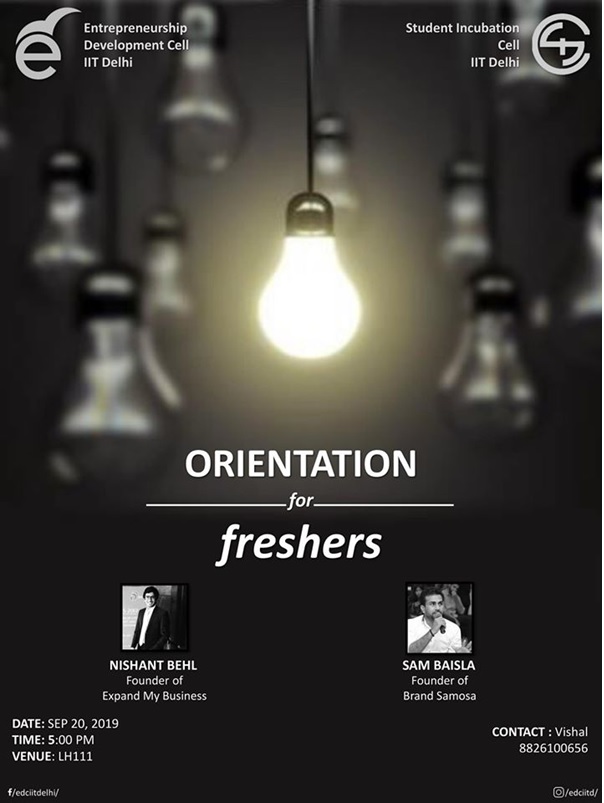 Entrepreneurship
Development Cell
IIT Delhi
Student Incubation
Cell
IIT Delhi
ORIENTATION
for
freshers
NISHANT BEHL
Founder of
Expand My Business
SAM BAISLA
Founder of
Brand Samosa
DATE: SEP 20, 2019
TIME: 5:00 PM
VENUE: LH111
CONTACT : Vishal
8826100656
/edciitdelhi/
/edciitd/